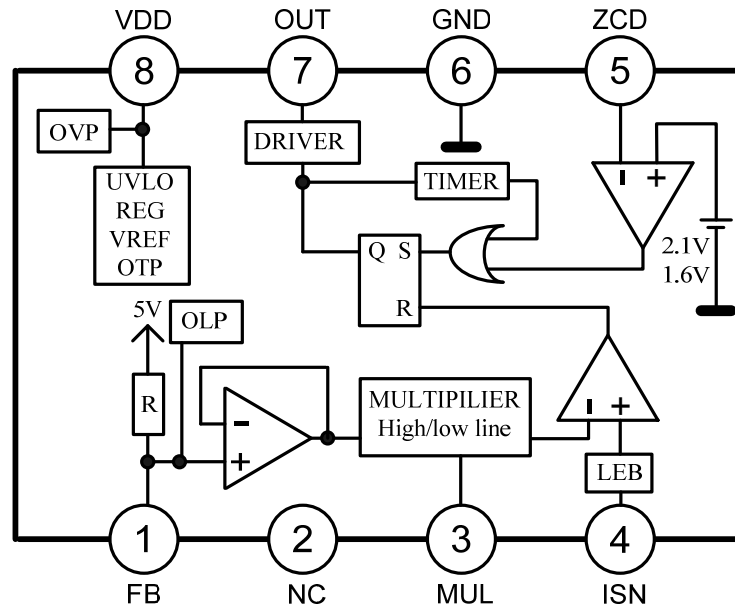 VDD OUT GND ZCD
8 7 6 5
OVP
DRIVER
UVLO
REG
VREF
OTP
TIMER
- +
Q S
R
2.1V
1.6V
5V
OLP
R
-
+
MULTIPILIER
High/low line
- +
LEB
1 2 3 4
FB NC MUL ISN